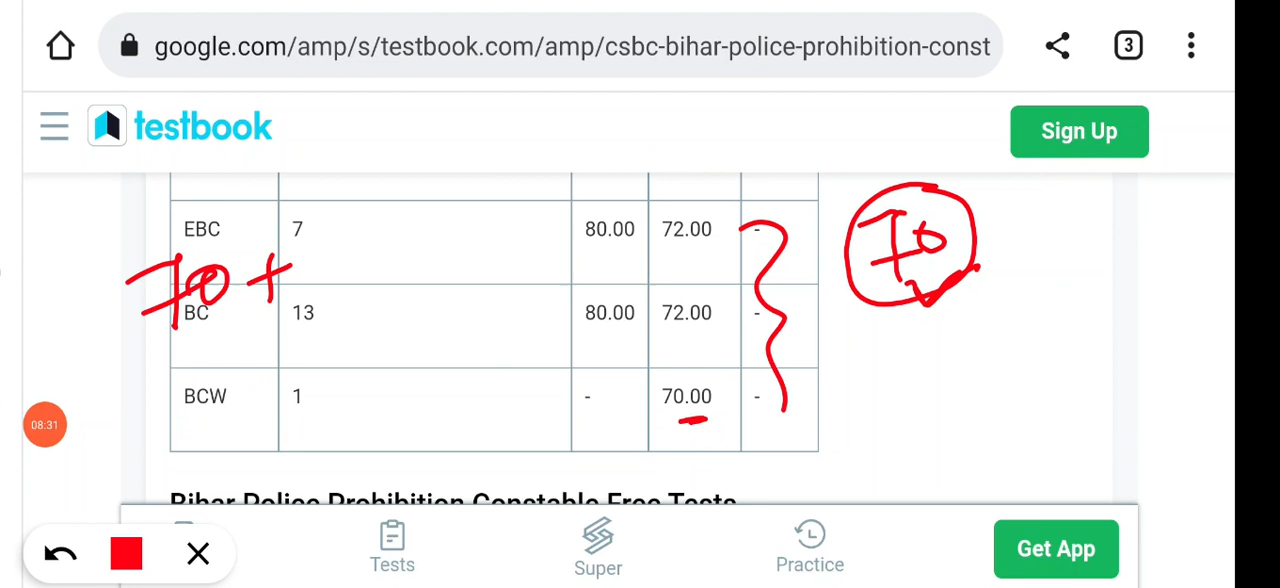 google.com/amp/s/testbook.com/amp/csbc-bihar-police-prohibition-const
3
testbook
Sign Up
EBC 7 80.00 72.00 -
70
70 +
BC 13 80.00 72.00 -
BCW 1 - 70.00 -
08:31
Bihar Police Prohibition Constable Free Tests
Tests
Super
Practice
Get App